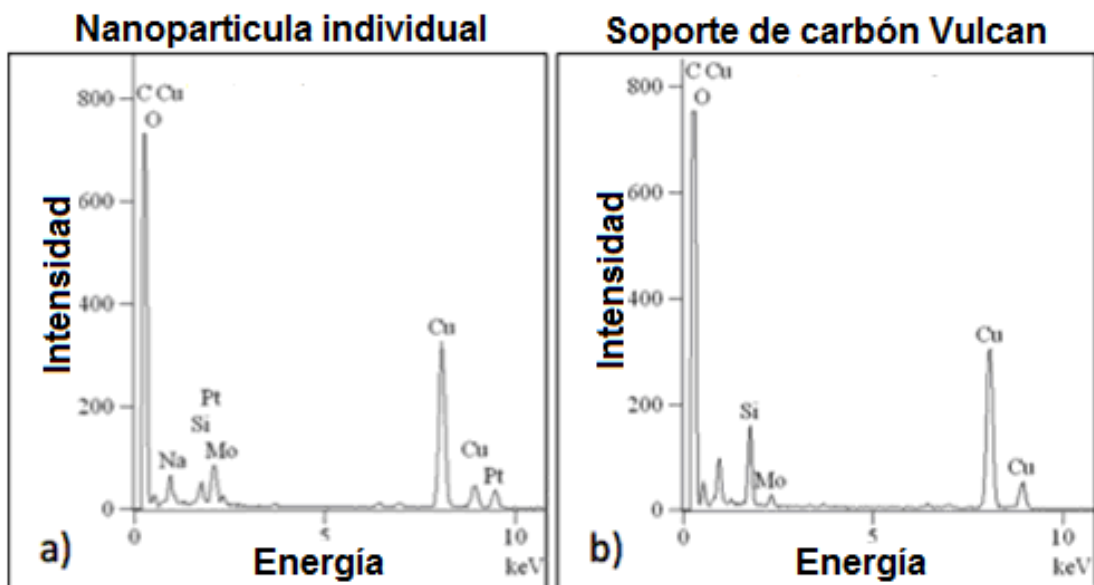 Nanoparticula individual
Intensidad
800
600
400
200
0
C Cu
O
Na
Pt
Si
Mo
Cu
Cu
Pt
0
5
10
keV
Energía
a)
Soporte de carbón Vulcan
Intensidad
800
600
400
200
0
C Cu
O
Si
Mo
Cu
Cu
0
5
10
keV
Energía
b)